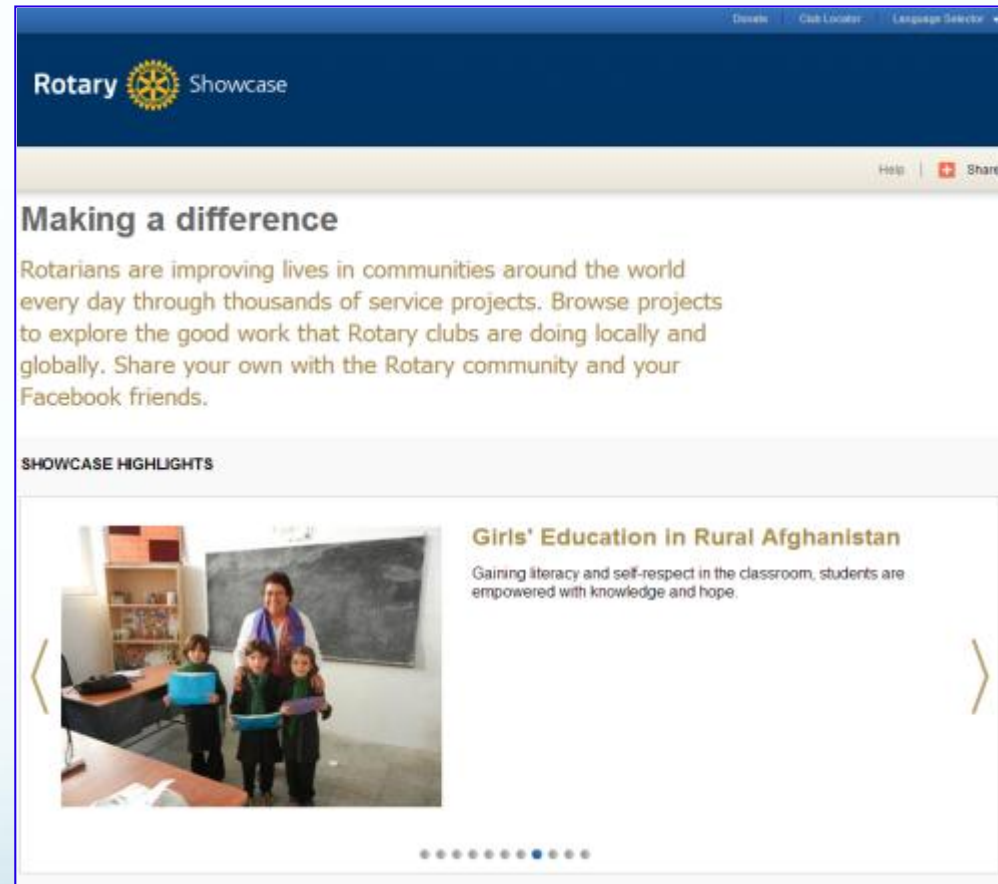 Donate Club Locator Language Selector
Rotary Showcase
Help | Share
Making a difference
Rotarians are improving lives in communities around the world
every day through thousands of service projects. Browse projects
to explore the good work that Rotary clubs are doing locally and
globally. Share your own with the Rotary community and your
Facebook friends.
SHOWCASE HIGHLIGHTS
Girls' Education in Rural Afghanistan
Gaining literacy and self-respect in the classroom, students are
empowered with knowledge and hope.